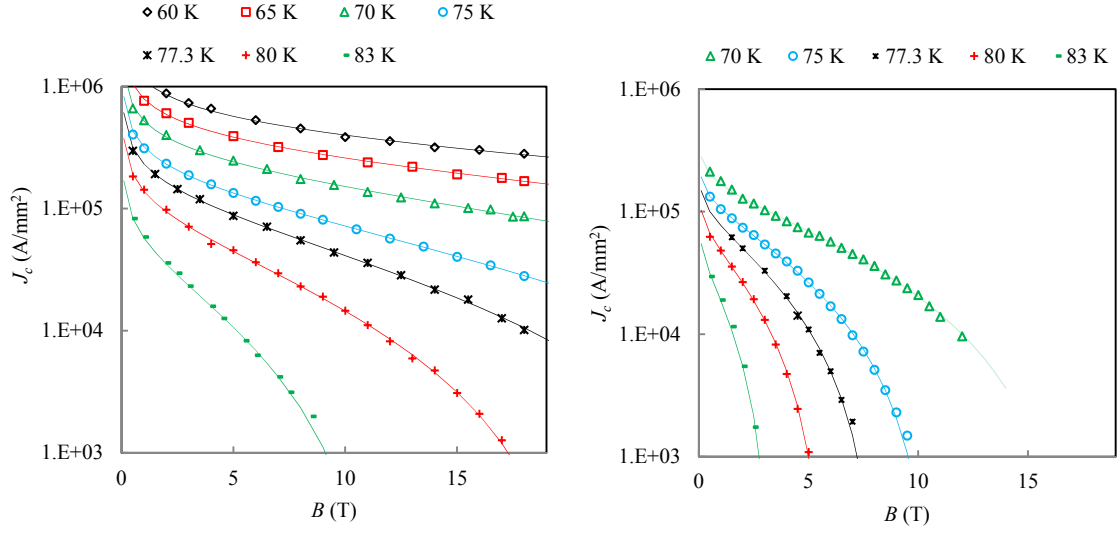 60 K 65 K 70 K 75 K
77.3 K 80 K 83 K
1.E+06
1.E+05
1.E+04
1.E+03
Jc (A/mm2)
0 5 10 15
B (T)
70 K 75 K 77.3 K 80 K 83 K
1.E+06
1.E+05
1.E+04
1.E+03
Jc (A/mm2)
0 5 10 15
B (T)